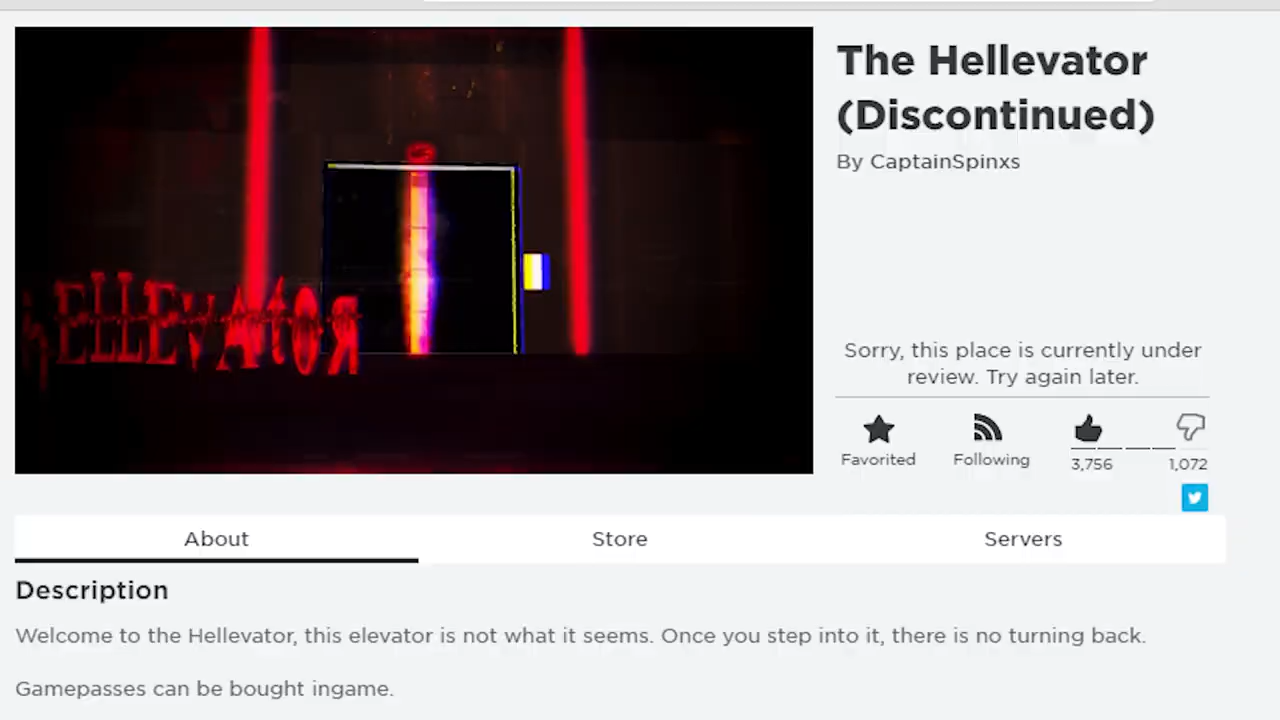 The Hellevator
(Discontinued)
By CaptainSpinxs
hELLEVATOR
Sorry, this place is currently under
review. Try again later.
Favorited
Following
3,756
1,072
About
Store
Servers
Description
Welcome to the Hellevator, this elevator is not what it seems. Once you step into it, there is no turning back.
Gamepasses can be bought ingame.